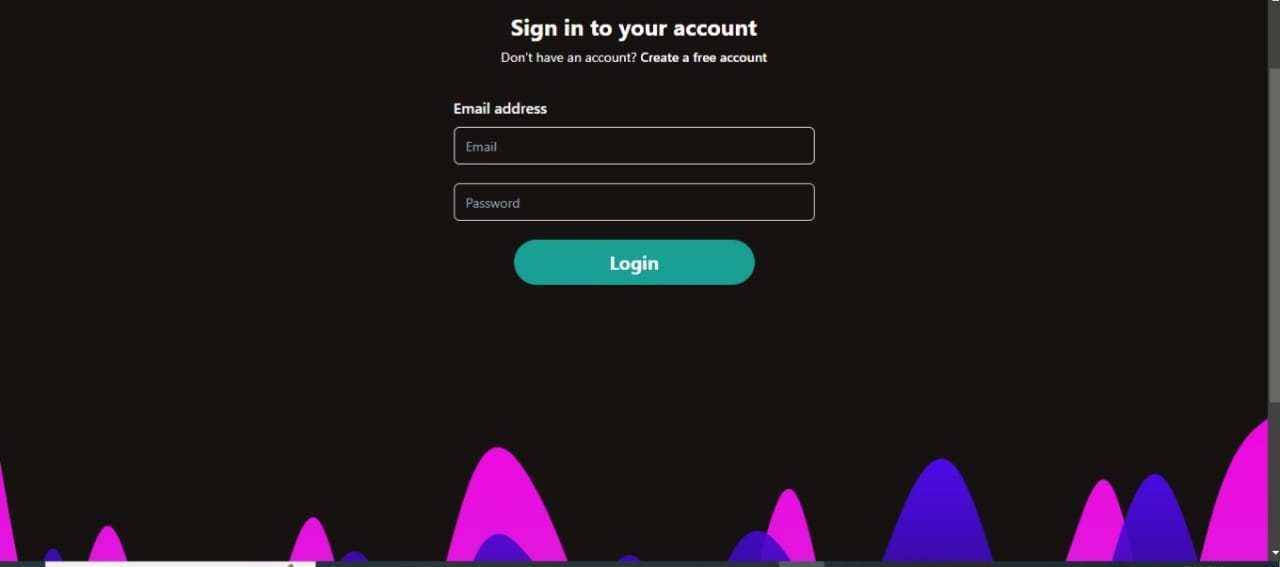 Sign in to your account
Don't have an account? Create a free account
Email address
Email
Password
Login